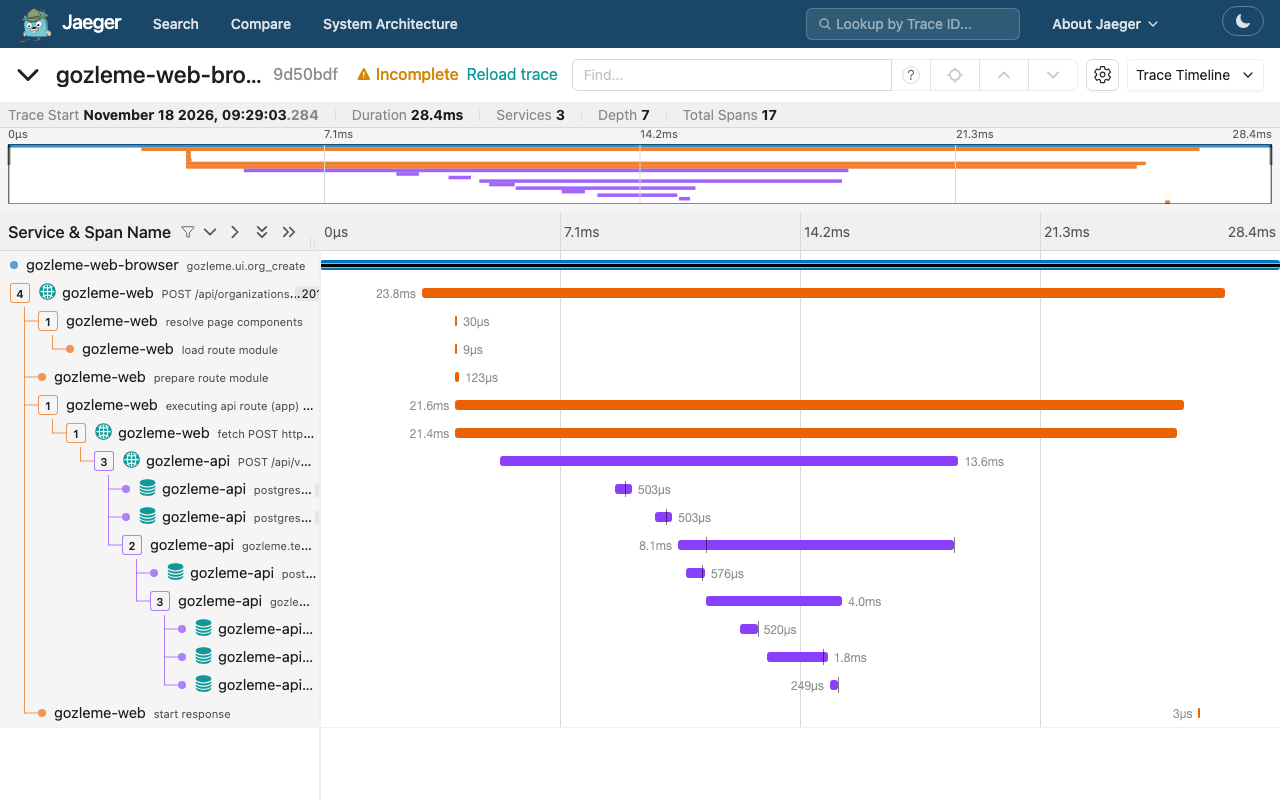 Jaeger Search Compare System Architecture Lookup by Trace ID... About Jaeger
gozleme-web-bro... 9d50bdf Incomplete Reload trace Find... ? Trace Timeline
Trace Start November 18 2026, 09:29:03.284 Duration 28.4ms Services 3 Depth 7 Total Spans 17
0μs 7.1ms 14.2ms 21.3ms 28.4ms
Service & Span Name 0μs 7.1ms 14.2ms 21.3ms 28.4ms
gozleme-web-browser gozleme.ui.org_create
4 gozleme-web POST /api/organizations... 23.8ms
1 gozleme-web resolve page components 30μs
gozleme-web load route module 9μs
gozleme-web prepare route module 123μs
1 gozleme-web executing api route (app) ... 21.6ms
1 gozleme-web fetch POST http... 21.4ms
3 gozleme-api POST /api/v... 13.6ms
gozleme-api postgres... 503μs
gozleme-api postgres... 503μs
2 gozleme-api gozleme.te... 8.1ms
gozleme-api post... 576μs
3 gozleme-api gozle... 4.0ms
gozleme-api... 520μs
gozleme-api... 1.8ms
gozleme-api... 249μs
gozleme-web start response 3μs